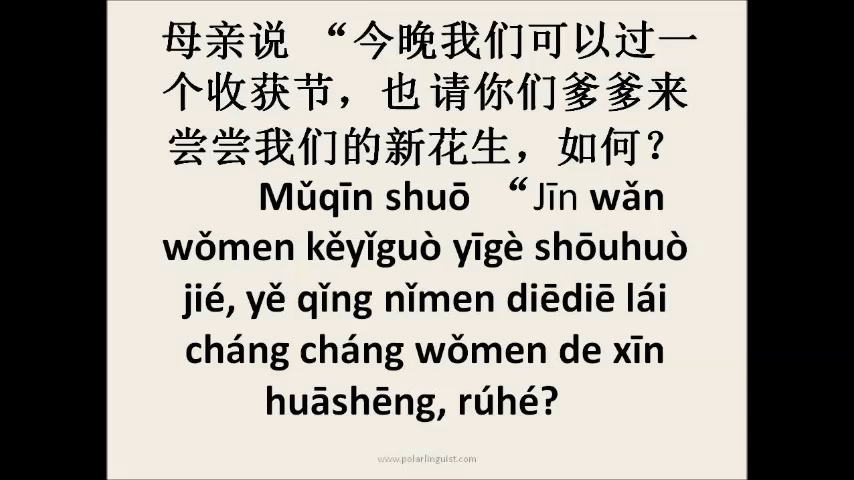 母亲说 “今晚我们可以过一
个收获节，也请你们爹爹来
尝尝我们的新花生，如何？
Mǔqīn shuō “Jīn wǎn
wǒmen kěyǐguò yīgè shōuhuò
jié, yě qǐng nǐmen diēdiē lái
cháng cháng wǒmen de xīn
huāshēng, rúhé?
www.polarlinguist.com